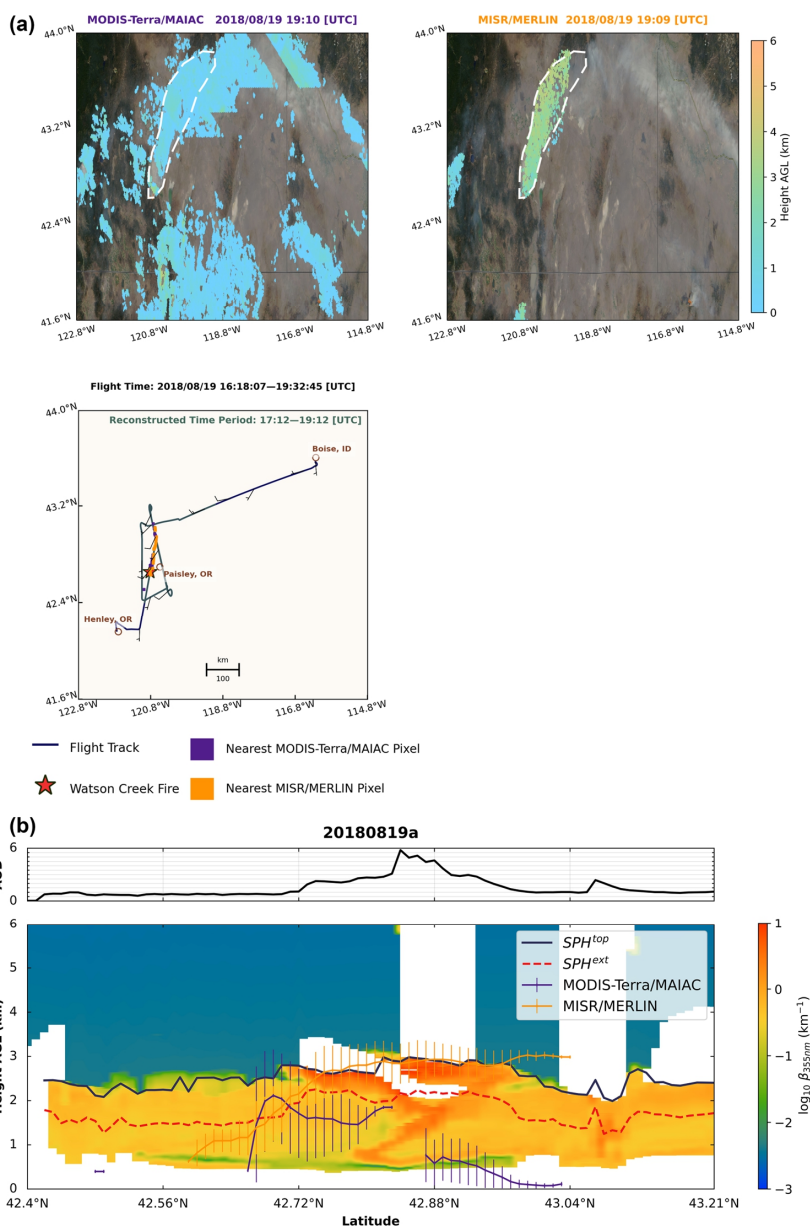 (a)
MODIS-Terra/MAIAC 2018/08/19 19:10 [UTC]
MISR/MERLIN 2018/08/19 19:09 [UTC]
44.0°N
43.2°N
42.4°N
41.6°N
122.8°W 120.8°W 118.8°W 116.8°W 114.8°W
44.0°N
43.2°N
42.4°N
41.6°N
122.8°W 120.8°W 118.8°W 116.8°W 114.8°W
6
5
4
3
2
1
0
Height AGL (km)
Flight Time: 2018/08/19 16:18:07—19:32:45 [UTC]
Reconstructed Time Period: 17:12—19:12 [UTC]
44.0°N
43.2°N
42.4°N
41.6°N
Boise, ID
Paisley, OR
Henley, OR
km
100
122.8°W 120.8°W 118.8°W 116.8°W 114.8°W
Flight Track
Nearest MODIS-Terra/MAIAC Pixel
Watson Creek Fire
Nearest MISR/MERLIN Pixel
(b)
20180819a
6
0
6
5
4
3
2
1
0
SPH^top
SPH^ext
MODIS-Terra/MAIAC
MISR/MERLIN
1
0
−1
−2
−3
log₁₀ β₃₅₅ₙₘ (km⁻¹)
42.4°N 42.56°N 42.72°N 42.88°N 43.04°N 43.21°N
Latitude